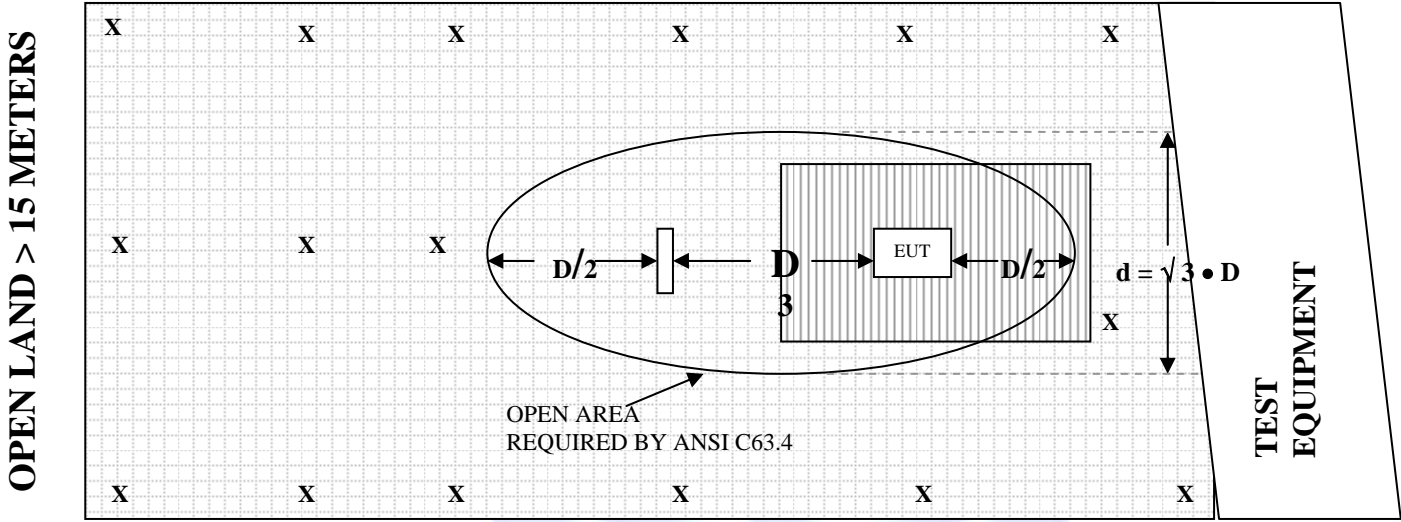 X X X X X X
OPEN LAND > 15 METERS
X X X
D/2
D
3
EUT
D/2
d = √ 3 • D
X
TEST
EQUIPMENT
OPEN AREA
REQUIRED BY ANSI C63.4
X X X X X X